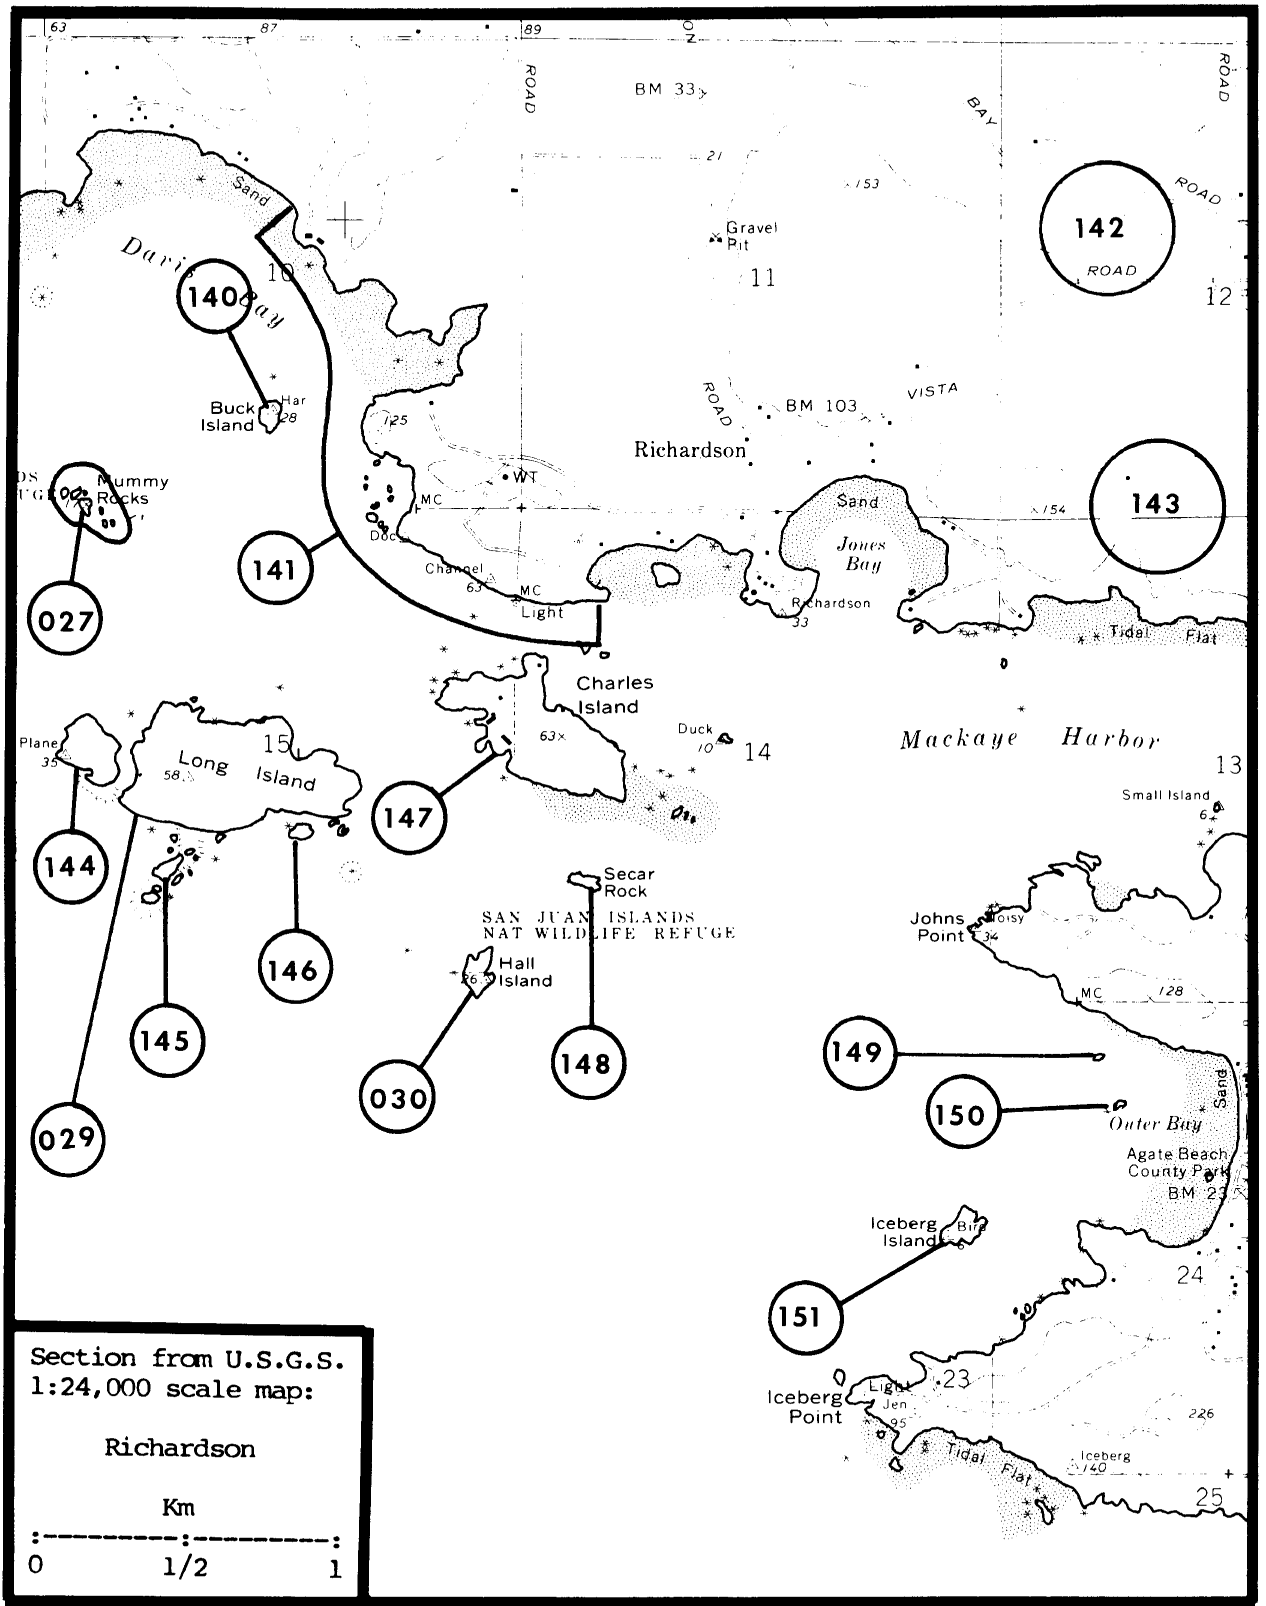 63
87
89
ROAD
BM 33
BAY
ROAD
21
153
ROAD
Sand
Gravel
Pit
142
ROAD
Davis
Bay
10
11
12
140
Buck
Island
Har
28
125
ROAD
BM 103
VISTA
Richardson
DS
UGE
Mummy
Rocks
WT
MC
Sand
154
143
Jones
Bay
141
Channel
63
MC
Light
Richardson
33
Tidal Flat
027
Charles
Island
63
Duck
10
14
Mackaye Harbor
13
Plane
35
15
Long Island
58
Small Island
6
144
147
Secar
Rock
SAN JUAN ISLANDS
NAT WILDLIFE REFUGE
Johns
Point
34
Hall
Island
26
146
MC
128
145
148
149
030
150
029
Sand
Outer Bay
Agate Beach
County Park
BM 23
Iceberg
Island
Bird
6
151
24
23
Light
Iceberg
Point
Jen
95
226
Tidal Flat
Iceberg
140
25
Section from U.S.G.S.
1:24,000 scale map:
Richardson
Km
0 1/2 1